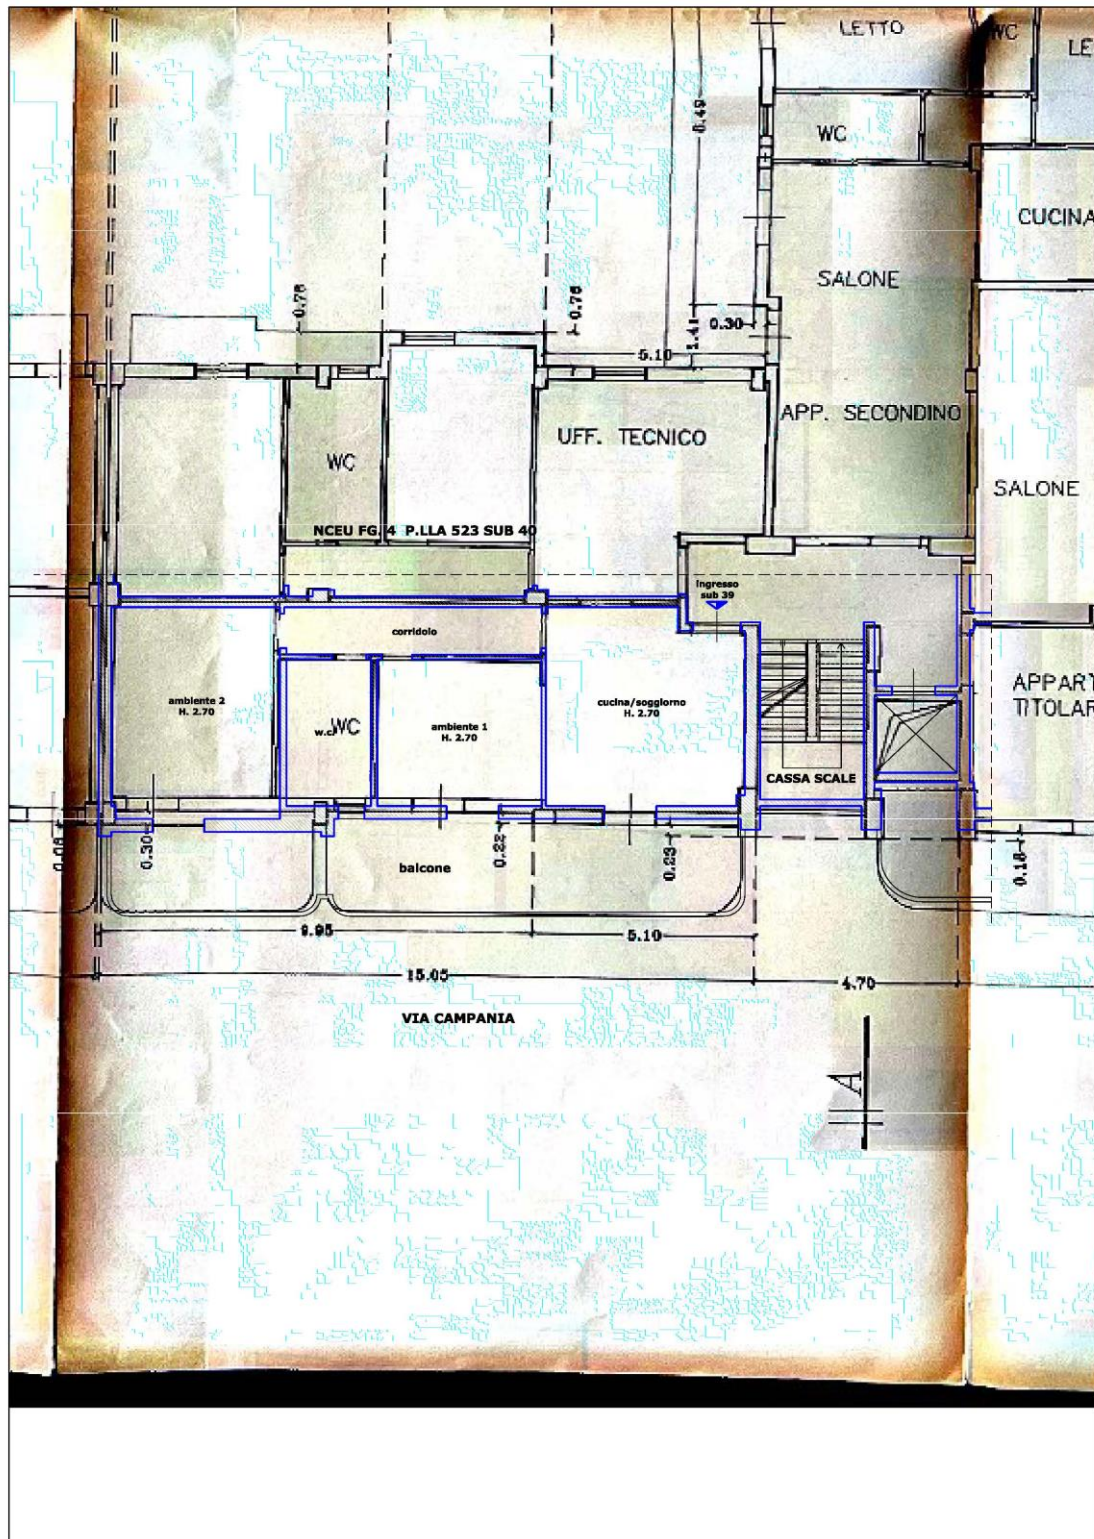 LETTO
WC
LE
WC
0.49
CUCINA
SALONE
0.76
0.76
1.41
0.30
5.10
APP. SECONDINO
UFF. TECNICO
WC
SALONE
NCEU FG. 4 P.LLA 523 SUB 40
ingresso
sub 39
corridoio
ambiente 2
H. 2.70
w.c.
WC
ambiente 1
H. 2.70
cucina/soggiorno
H. 2.70
APPART
TITOLAR
CASSA SCALE
0.30
balcone
0.22
0.23
0.18
9.95
5.10
15.05
4.70
VIA CAMPANIA
A